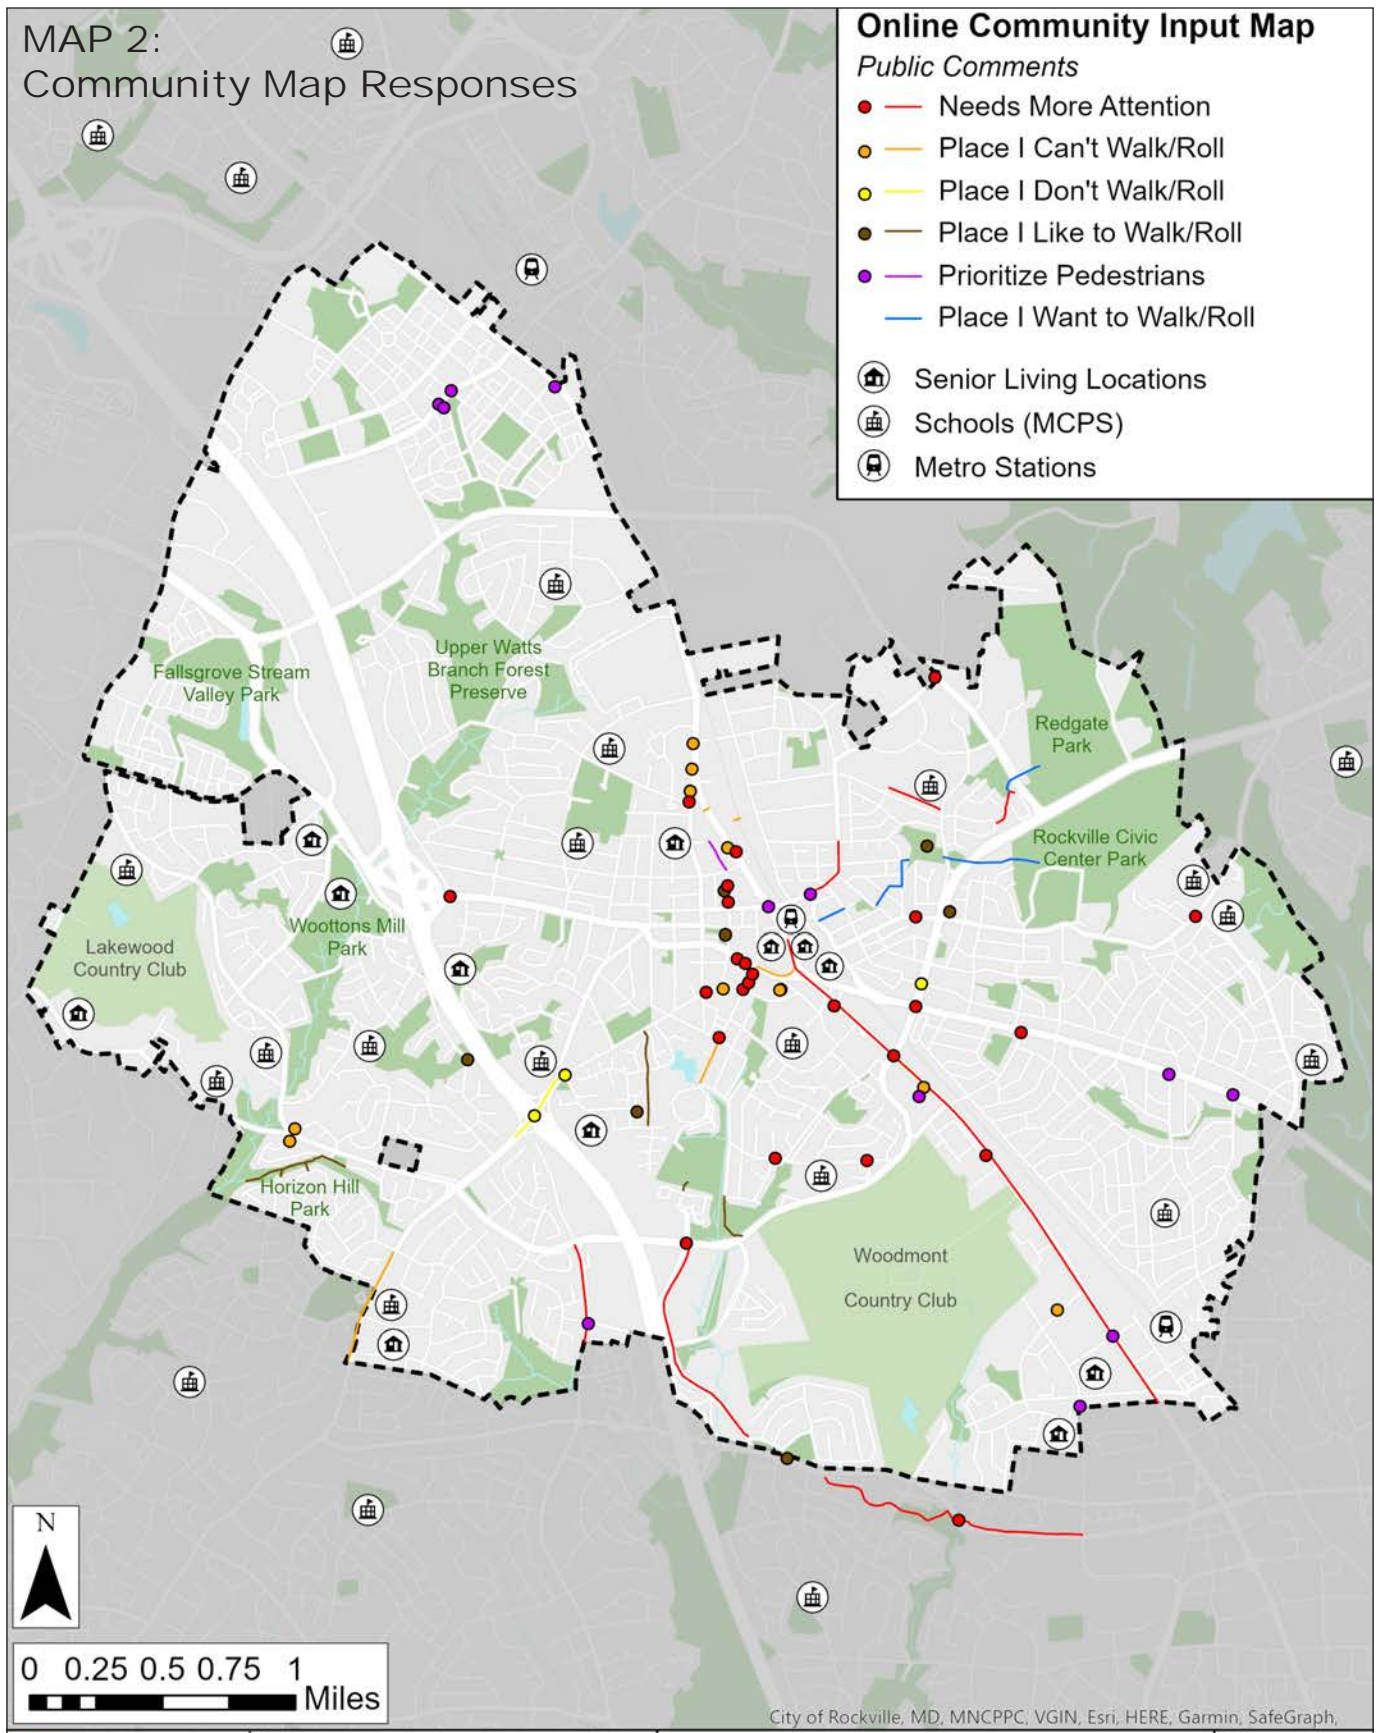 MAP 2:
Community Map Responses
Online Community Input Map
Public Comments
Needs More Attention
Place I Can't Walk/Roll
Place I Don't Walk/Roll
Place I Like to Walk/Roll
Prioritize Pedestrians
Place I Want to Walk/Roll
Senior Living Locations
Schools (MCPS)
Metro Stations
Upper Watts
Branch Forest
Preserve
Fallsgrove Stream
Valley Park
Redgate
Park
Rockville Civic
Center Park
Woottons Mill
Park
Lakewood
Country Club
Horizon Hill
Park
Woodmont
Country Club
N
0 0.25 0.5 0.75 1
Miles
City of Rockville, MD, MNCPPC, VGIN, Esri, HERE, Garmin, SafeGraph,